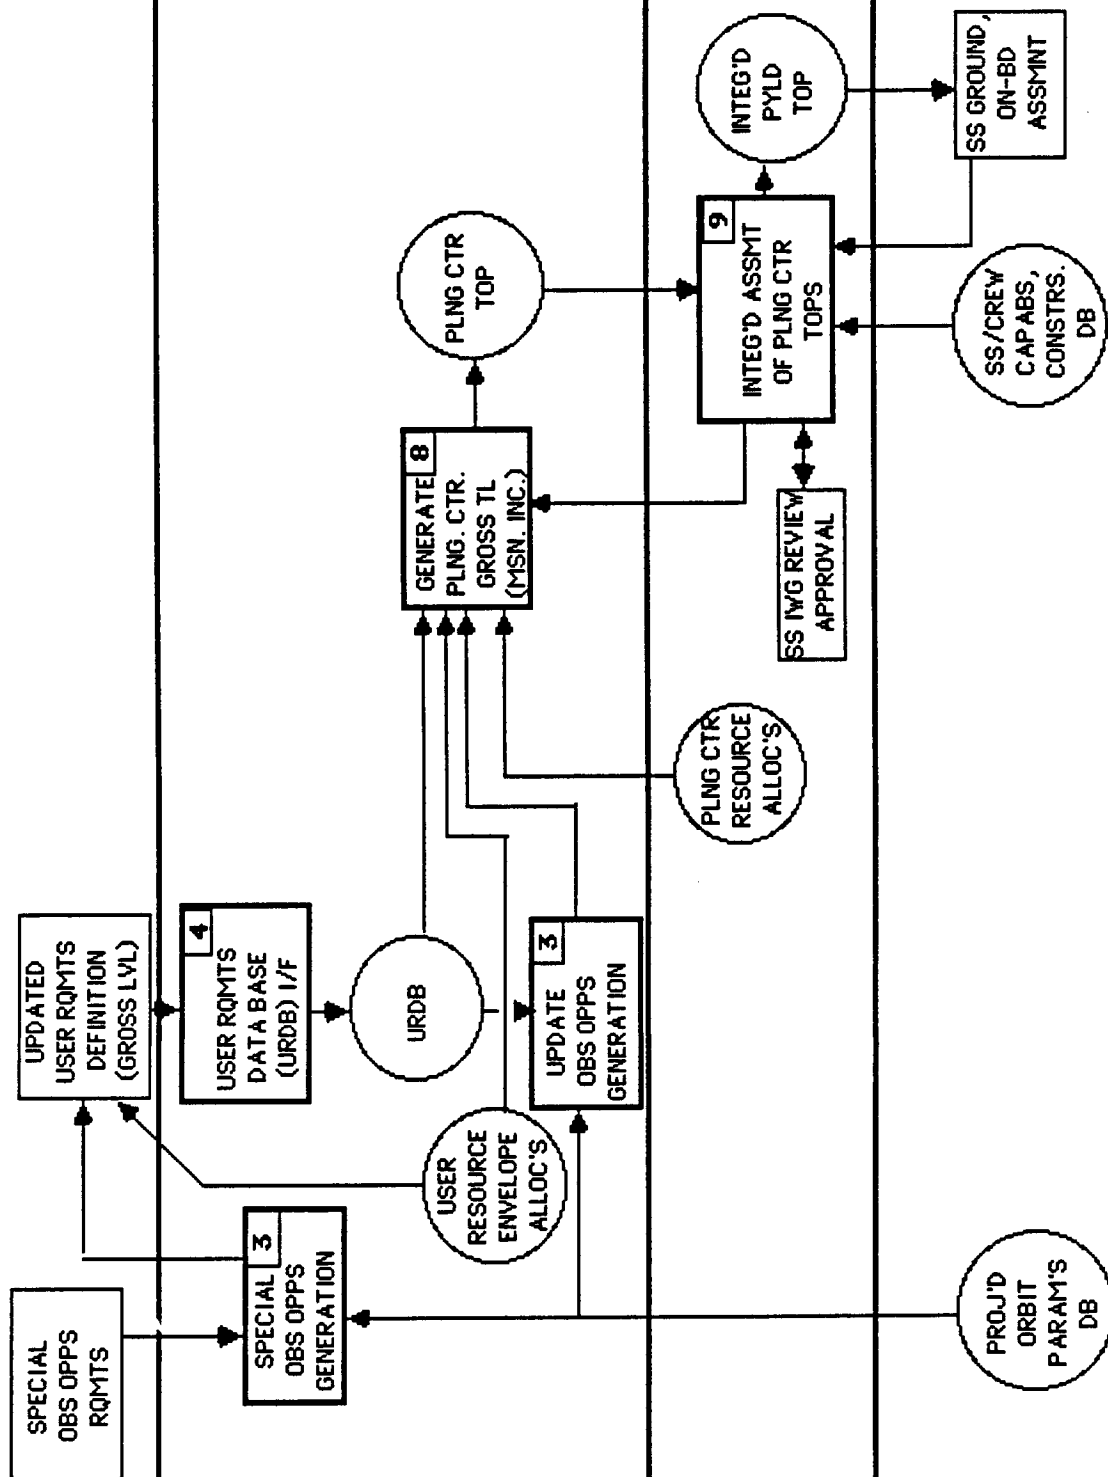 SPECIAL
OBS OPPS
RQMTS
UPDATED
USER RQMTS
DEFINITION
(GROSS LVL)
3
SPECIAL
OBS OPPS
GENERATION
4
USER RQMTS
DATA BASE
(URDB) I/F
URDB
USER
RESOURCE
ENVELOPE
ALLOC'S
3
UPDATE
OBS OPPS
GENERATION
8
GENERATE
PLNG. CTR.
GROSS TL
(MSN. INC.)
PLNG CTR
TOP
PLNG CTR
RESOURCE
ALLOC'S
SS IWG REVIEW
APPROVAL
9
INTEG'D ASSMT
OF PLNG CTR
TOPS
INTEG'D
PYLD
TOP
PROJ'D
ORBIT
PARAM'S
DB
SS/CREW
CAPABS,
CONSTRS.
DB
SS GROUND,
ON-BD
ASSMNT